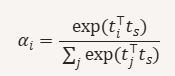 α_i = exp(t_i^⊤ t_s) / ∑_j exp(t_j^⊤ t_s)